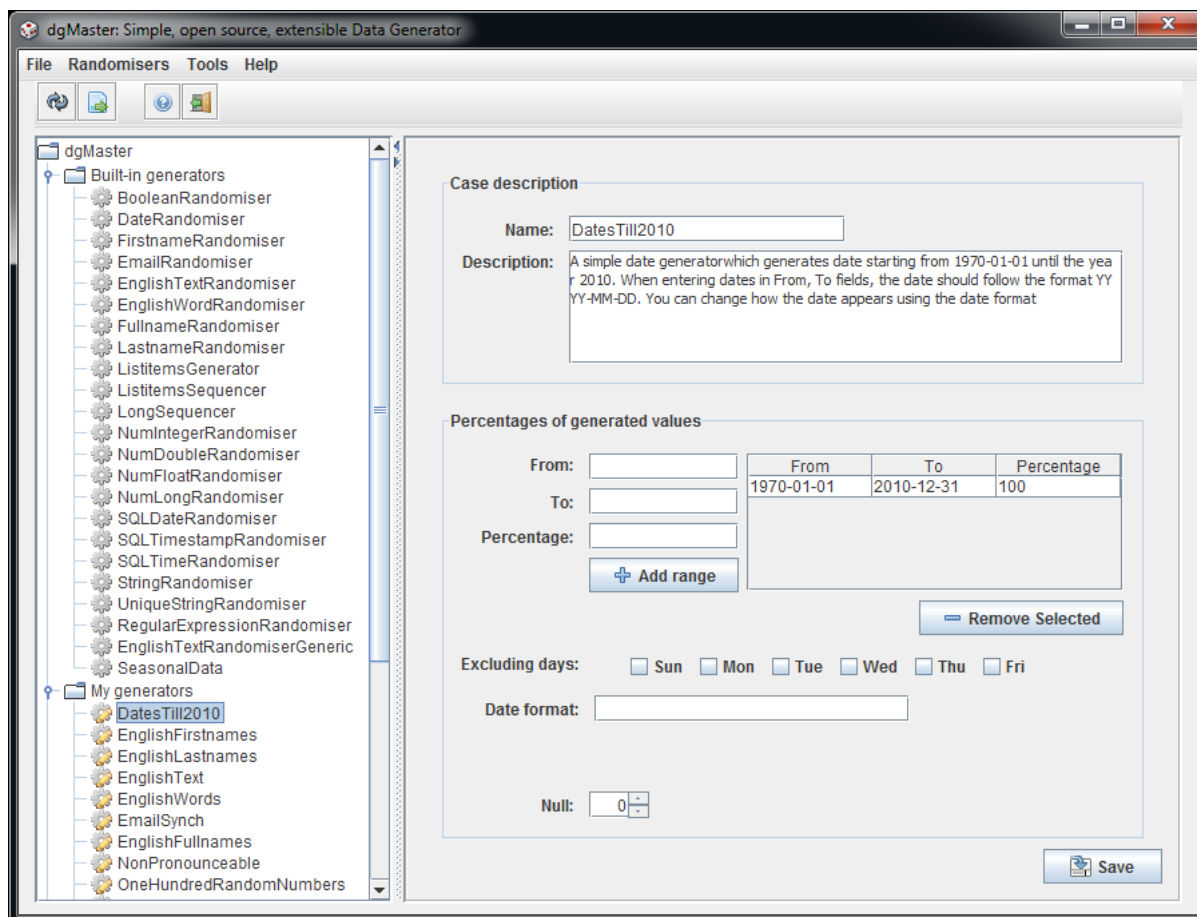 dgMaster: Simple, open source, extensible Data Generator
File Randomisers Tools Help
dgMaster
Built-in generators
BooleanRandomiser
DateRandomiser
FirstnameRandomiser
EmailRandomiser
EnglishTextRandomiser
EnglishWordRandomiser
FullnameRandomiser
LastnameRandomiser
ListitemsGenerator
ListitemsSequencer
LongSequencer
NumIntegerRandomiser
NumDoubleRandomiser
NumFloatRandomiser
NumLongRandomiser
SQLDateRandomiser
SQLTimestampRandomiser
SQLTimeRandomiser
StringRandomiser
UniqueStringRandomiser
RegularExpressionRandomiser
EnglishTextRandomiserGeneric
SeasonalData
My generators
DatesTill2010
EnglishFirstnames
EnglishLastnames
EnglishText
EnglishWords
EmailSynch
EnglishFullnames
NonPronounceable
OneHundredRandomNumbers
Case description
Name: DatesTill2010
Description: A simple date generatorwhich generates date starting from 1970-01-01 until the yea
r 2010. When entering dates in From, To fields, the date should follow the format YY
YY-MM-DD. You can change how the date appears using the date format
Percentages of generated values
From:
To:
Percentage:
Add range
From To Percentage
1970-01-01 2010-12-31 100
Remove Selected
Excluding days: Sun Mon Tue Wed Thu Fri
Date format:
Null: 0
Save